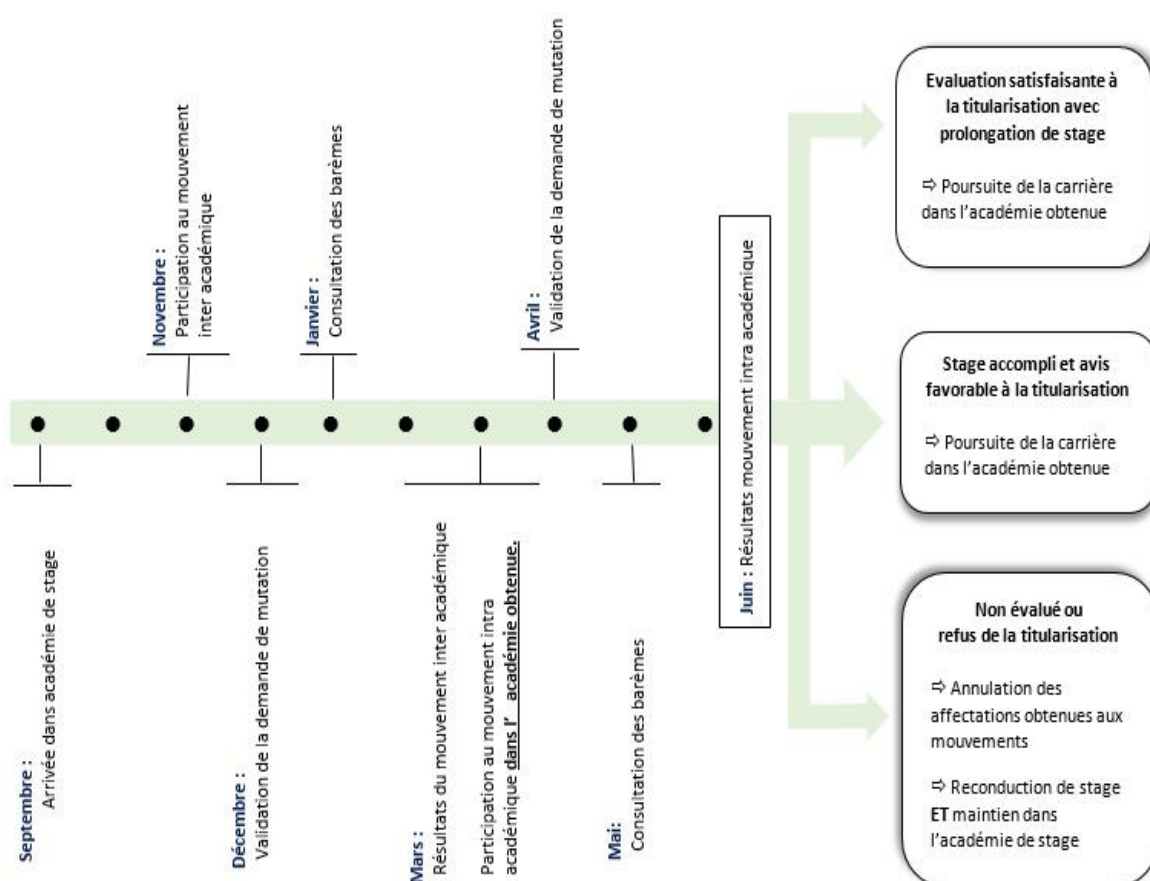 Septembre :
Arrivée dans académie de stage
Novembre :
Participation au mouvement
inter académique
Décembre :
Validation de la demande de mutation
Janvier :
Consultation des barèmes
Mars :
Résultats du mouvement inter académique
Participation au mouvement intra
académique dans l' académie obtenue.
Avril :
Validation de la demande de mutation
Mai:
Consultation des barèmes
Juin : Résultats mouvement intra académique
Evaluation satisfaisante à
la titularisation avec
prolongation de stage
⇨ Poursuite de la carrière
dans l'académie obtenue
Stage accompli et avis
favorable à la titularisation
⇨ Poursuite de la carrière
dans l'académie obtenue
Non évalué ou
refus de la titularisation
⇨ Annulation des
affectations obtenues aux
mouvements
⇨ Reconduction de stage
ET maintien dans
l'académie de stage